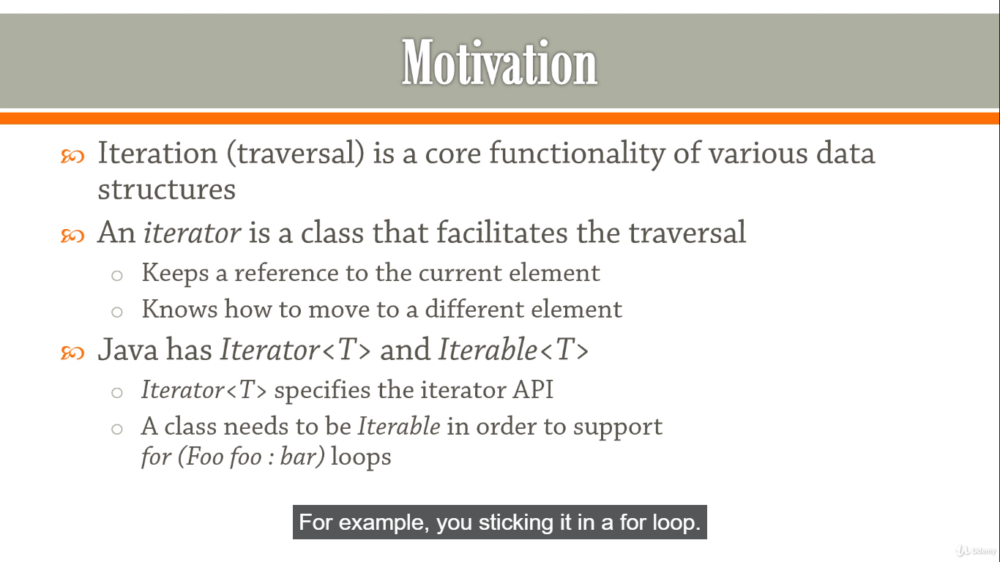 Motivation
Iteration (traversal) is a core functionality of various data
structures
An iterator is a class that facilitates the traversal
Keeps a reference to the current element
Knows how to move to a different element
Java has Iterator<T> and Iterable<T>
Iterator<T> specifies the iterator API
A class needs to be Iterable in order to support
for (Foo foo : bar) loops
For example, you sticking it in a for loop.
Udemy